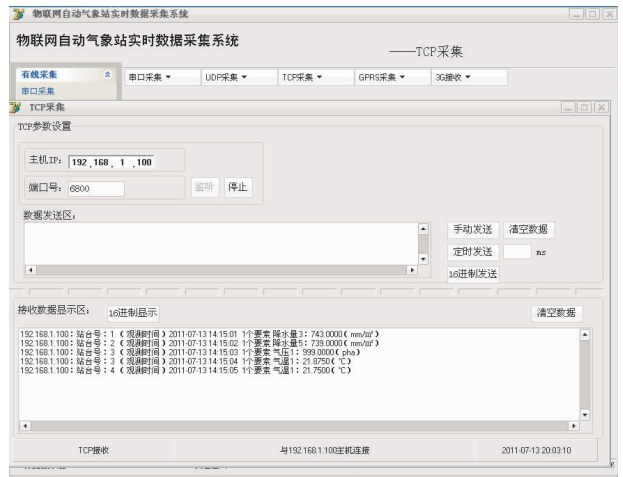 物联网自动气象站实时数据采集系统
物联网自动气象站实时数据采集系统
——TCP采集
有线采集 串口采集 UDP采集 TCP采集 GPRS采集 3G接收
串口采集
TCP采集
TCP参数设置
主机IP: 192 .168 . 1 .100
端口号: 6800 监听 停止
数据发送区:
手动发送 清空数据
定时发送 ms
16进制发送
接收数据显示区: 16进制显示 清空数据
192.168.1.100:站台号:1 (观测时间)2011-07-13 14:15:01 1个要素 降水量3:743.0000( mm/㎡)
192.168.1.100:站台号:2 (观测时间)2011-07-13 14:15:02 1个要素 降水量5:739.0000( mm/㎡)
192.168.1.100:站台号:3 (观测时间)2011-07-13 14:15:03 1个要素 气压1:999.0000( pha)
192.168.1.100:站台号:3 (观测时间)2011-07-13 14:15:04 1个要素 气温1:21.8750( ℃)
192.168.1.100:站台号:4 (观测时间)2011-07-13 14:15:05 1个要素 气温1:21.7500( ℃)
TCP接收 与192.168.1.100主机连接 2011-07-13 20:03:10